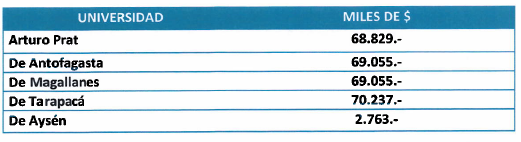 UNIVERSIDAD MILES DE $
Arturo Prat 68.829.-
De Antofagasta 69.055.-
De Magallanes 69.055.-
De Tarapacá 70.237.-
De Aysén 2.763.-